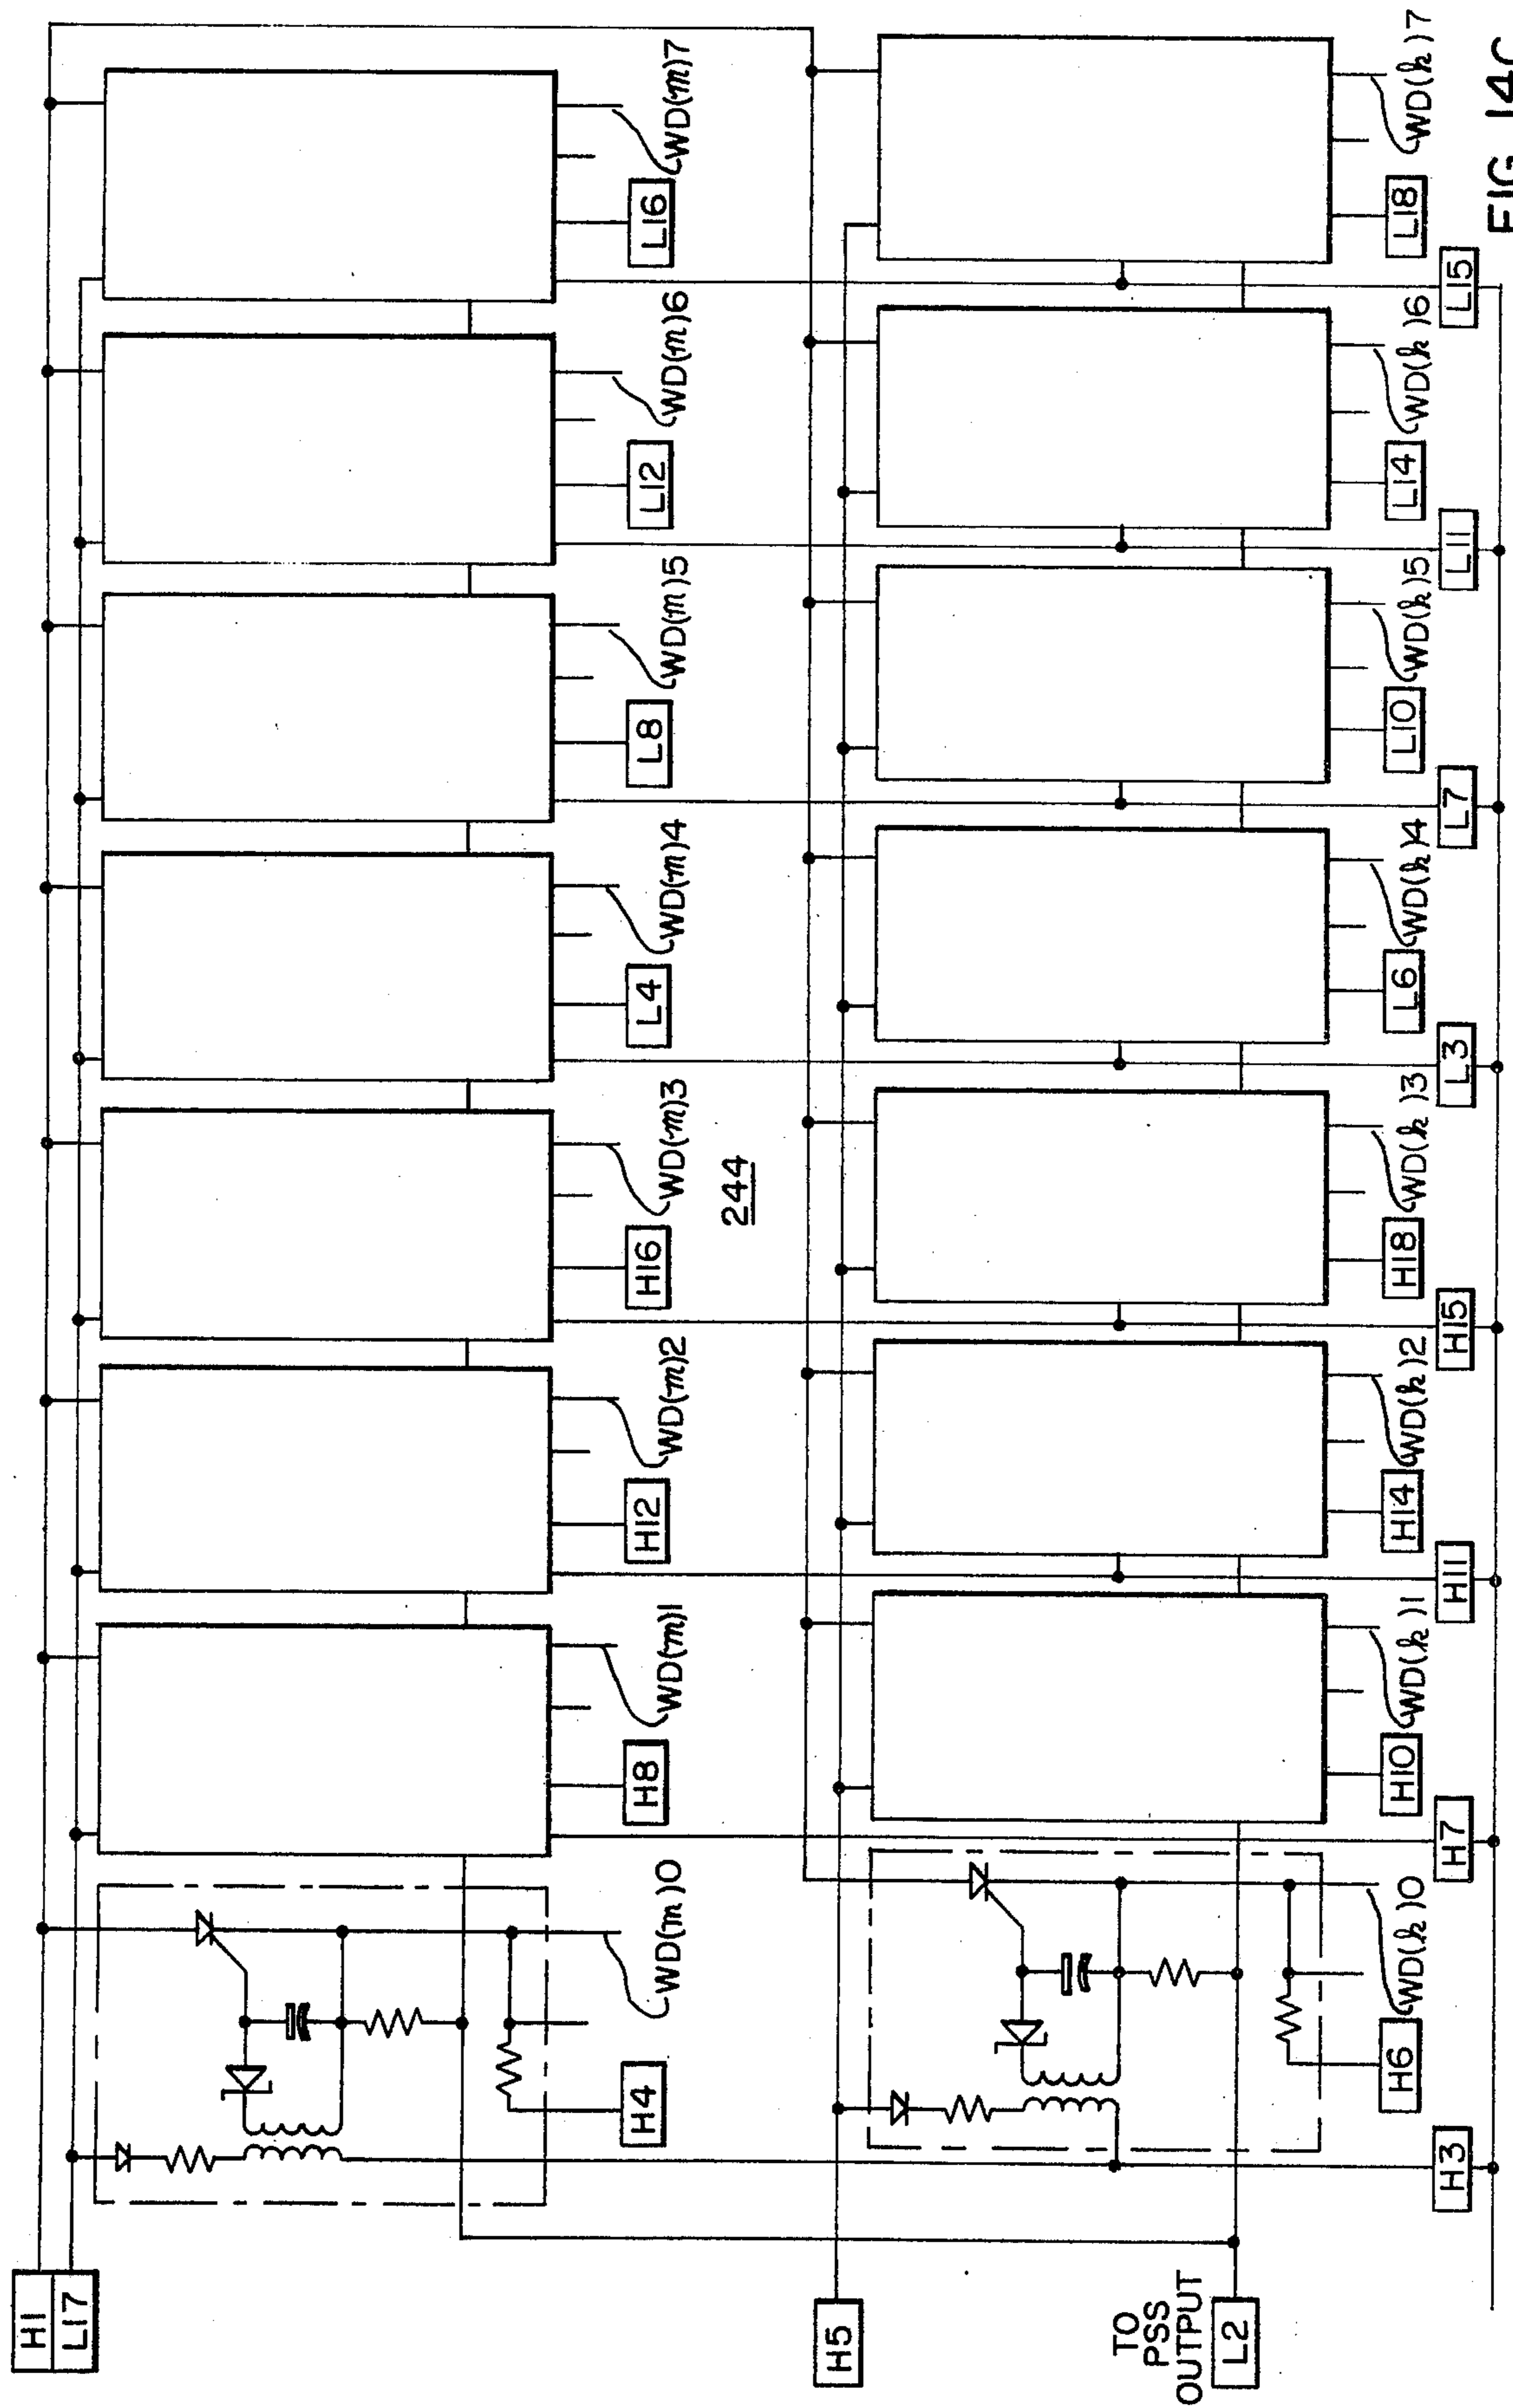 H1
L17
H4
WD(m)0
H8
WD(m)1
H12
WD(m)2
H16
WD(m)3
L4
WD(m)4
L8
WD(m)5
L12
WD(m)6
L16
WD(m)7
244
H5
TO
PSS
OUTPUT
L2
H6
WD(k)0
H10
WD(k)1
H14
WD(k)2
H18
WD(k)3
L6
WD(k)4
L10
WD(k)5
L14
WD(k)6
L18
WD(k)7
H3
H7
H11
H15
L3
L7
L11
L15
FIG. 14C